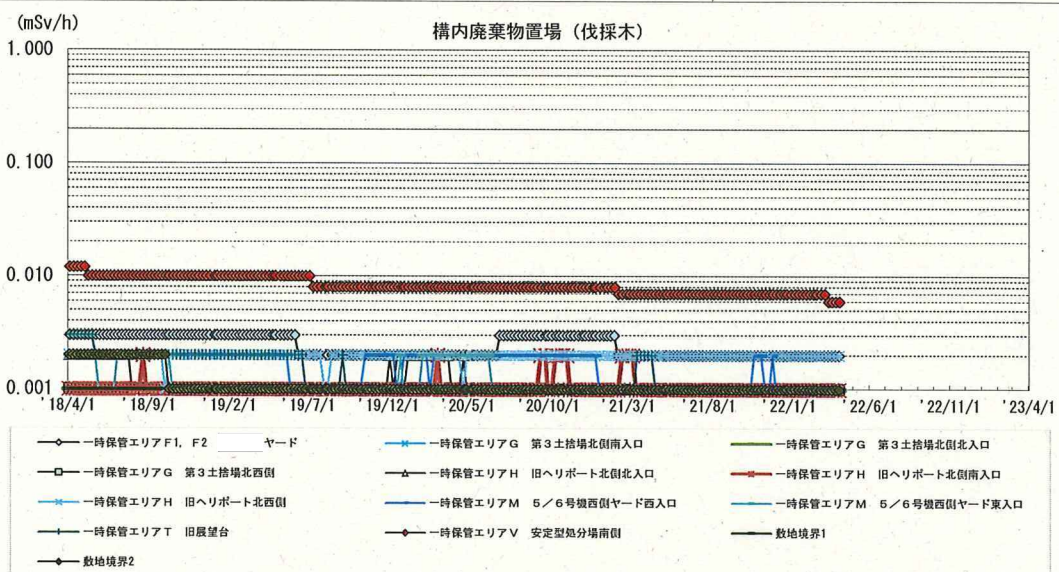 (mSv/h)
構内廃棄物置場（伐採木）
1.000
0.100
0.010
0.001
'18/4/1 '18/9/1 '19/2/1 '19/7/1 '19/12/1 '20/5/1 '20/10/1 '21/3/1 '21/8/1 '22/1/1 '22/6/1 '22/11/1 '23/4/1
一時保管エリアF1, F2 ヤード
一時保管エリアG 第3土捨場北側南入口
一時保管エリアG 第3土捨場北側北入口
一時保管エリアG 第3土捨場北西側
一時保管エリアH 旧ヘリポート北側北入口
一時保管エリアH 旧ヘリポート北側南入口
一時保管エリアH 旧ヘリポート北西側
一時保管エリアM 5／6号機西側ヤード西入口
一時保管エリアM 5／6号機西側ヤード東入口
一時保管エリアT 旧展望台
一時保管エリアV 安定型処分場南側
敷地境界1
敷地境界2